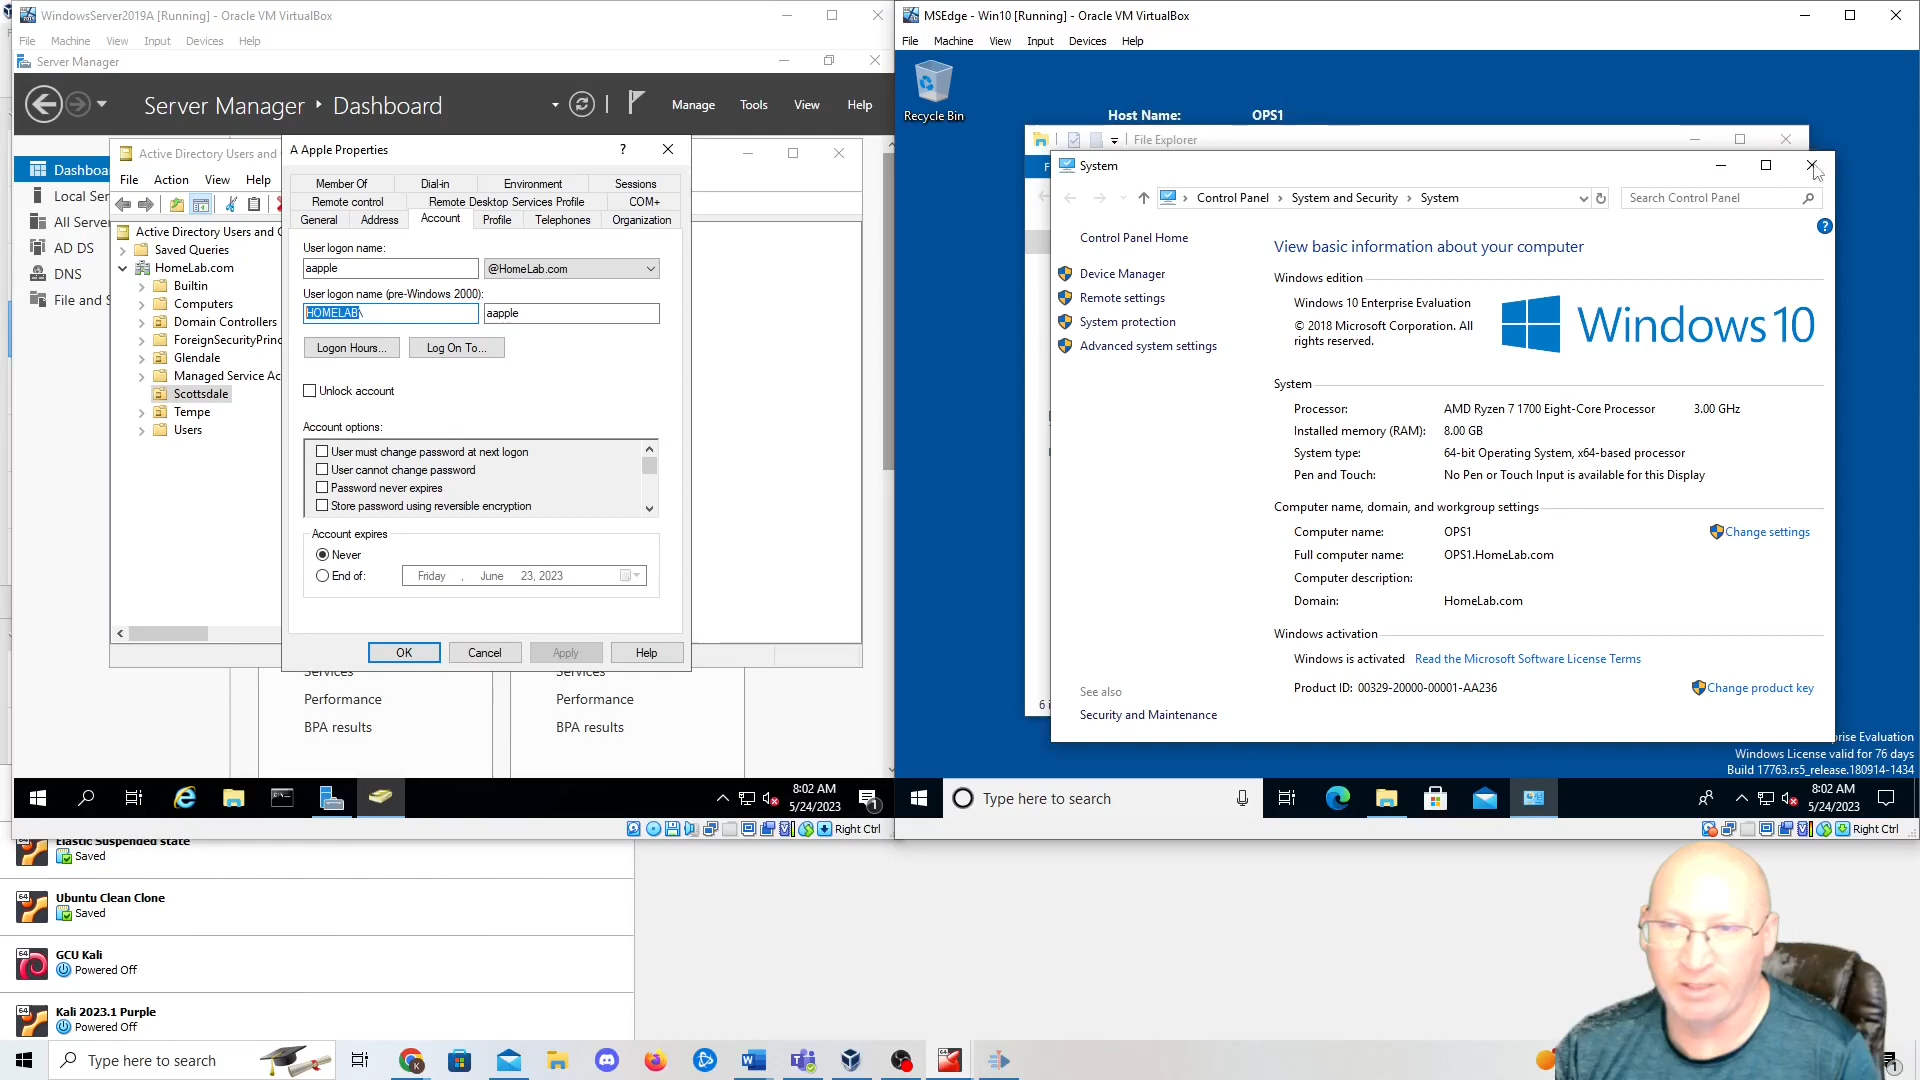 WindowsServer2019A [Running] - Oracle VM VirtualBox
File Machine View Input Devices Help
Server Manager
Server Manager • Dashboard
Manage Tools View Help
Dashboa
Local Ser
All Server
AD DS
DNS
File and S
Active Directory Users and
File Action View Help
Active Directory Users and C
Saved Queries
HomeLab.com
Builtin
Computers
Domain Controllers
ForeignSecurityPrinc
Glendale
Managed Service Ac
Scottsdale
Tempe
Users
A Apple Properties
?
Member Of Dial-in Environment Sessions
Remote control Remote Desktop Services Profile COM+
General Address Account Profile Telephones Organization
User logon name:
aapple @HomeLab.com
User logon name (pre-Windows 2000):
HOMELAB\ aapple
Logon Hours... Log On To...
Unlock account
Account options:
User must change password at next logon
User cannot change password
Password never expires
Store password using reversible encryption
Account expires
Never
End of: Friday , June 23, 2023
OK Cancel Apply Help
Services Services
Performance Performance
BPA results BPA results
8:02 AM
5/24/2023
1
Right Ctrl
MSEdge - Win10 [Running] - Oracle VM VirtualBox
File Machine View Input Devices Help
Recycle Bin
Host Name: OPS1
File Explorer
F
System
Control Panel System and Security System
Search Control Panel
?
Control Panel Home
Device Manager
Remote settings
System protection
Advanced system settings
See also
Security and Maintenance
View basic information about your computer
Windows edition
Windows 10 Enterprise Evaluation
© 2018 Microsoft Corporation. All
rights reserved.
Windows 10
System
Processor: AMD Ryzen 7 1700 Eight-Core Processor 3.00 GHz
Installed memory (RAM): 8.00 GB
System type: 64-bit Operating System, x64-based processor
Pen and Touch: No Pen or Touch Input is available for this Display
Computer name, domain, and workgroup settings
Computer name: OPS1
Change settings
Full computer name: OPS1.HomeLab.com
Computer description:
Domain: HomeLab.com
Windows activation
Windows is activated Read the Microsoft Software License Terms
Product ID: 00329-20000-00001-AA236
Change product key
6 i
prise Evaluation
Windows License valid for 76 days
Build 17763.rs5_release.180914-1434
Type here to search
8:02 AM
5/24/2023
Right Ctrl
Elastic Suspended state
Saved
64
Ubuntu Clean Clone
Saved
64
GCU Kali
Powered Off
64
Kali 2023.1 Purple
Powered Off
Type here to search
1